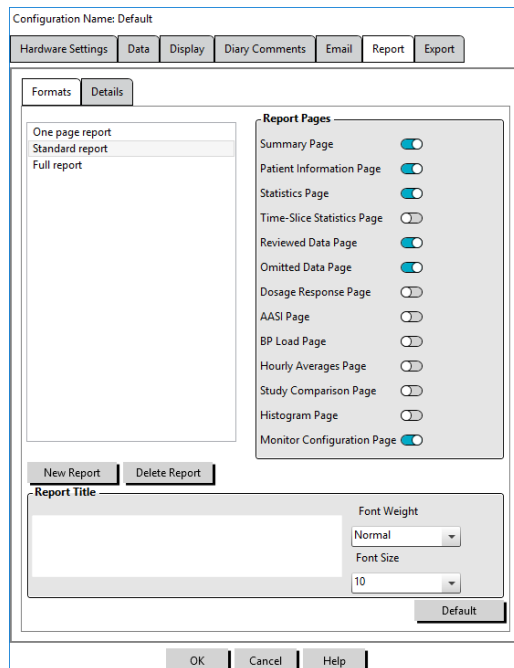 Configuration Name: Default
Hardware Settings Data Display Diary Comments Email Report Export
Formats Details
One page report
Standard report
Full report
Report Pages
Summary Page
Patient Information Page
Statistics Page
Time-Slice Statistics Page
Reviewed Data Page
Omitted Data Page
Dosage Response Page
AASI Page
BP Load Page
Hourly Averages Page
Study Comparison Page
Histogram Page
Monitor Configuration Page
New Report Delete Report
Report Title
Font Weight
Normal
Font Size
10
Default
OK Cancel Help